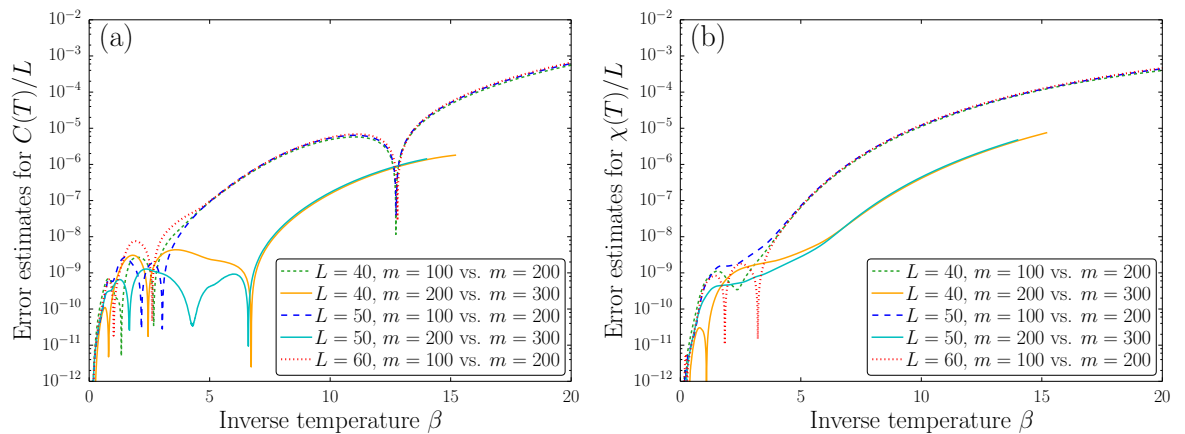 (a)
Error estimates for C(T)/L
10⁻²
10⁻³
10⁻⁴
10⁻⁵
10⁻⁶
10⁻⁷
10⁻⁸
10⁻⁹
10⁻¹⁰
10⁻¹¹
10⁻¹²
L = 40, m = 100 vs. m = 200
L = 40, m = 200 vs. m = 300
L = 50, m = 100 vs. m = 200
L = 50, m = 200 vs. m = 300
L = 60, m = 100 vs. m = 200
0 5 10 15 20
Inverse temperature β
(b)
Error estimates for χ(T)/L
10⁻²
10⁻³
10⁻⁴
10⁻⁵
10⁻⁶
10⁻⁷
10⁻⁸
10⁻⁹
10⁻¹⁰
10⁻¹¹
10⁻¹²
L = 40, m = 100 vs. m = 200
L = 40, m = 200 vs. m = 300
L = 50, m = 100 vs. m = 200
L = 50, m = 200 vs. m = 300
L = 60, m = 100 vs. m = 200
0 5 10 15 20
Inverse temperature β